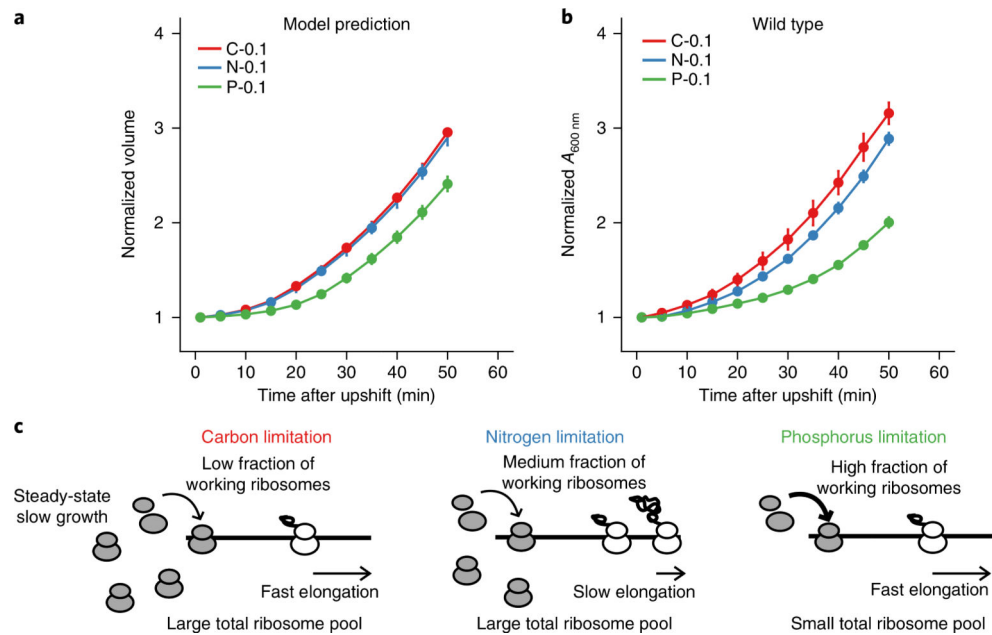 a
Model prediction
C-0.1
N-0.1
P-0.1
Normalized volume
4
3
2
1
0 10 20 30 40 50 60
Time after upshift (min)
b
Wild type
C-0.1
N-0.1
P-0.1
Normalized A600 nm
4
3
2
1
0 10 20 30 40 50 60
Time after upshift (min)
c
Steady-state
slow growth
Carbon limitation
Low fraction of
working ribosomes
Fast elongation
Large total ribosome pool
Nitrogen limitation
Medium fraction of
working ribosomes
Slow elongation
Large total ribosome pool
Phosphorus limitation
High fraction of
working ribosomes
Fast elongation
Small total ribosome pool